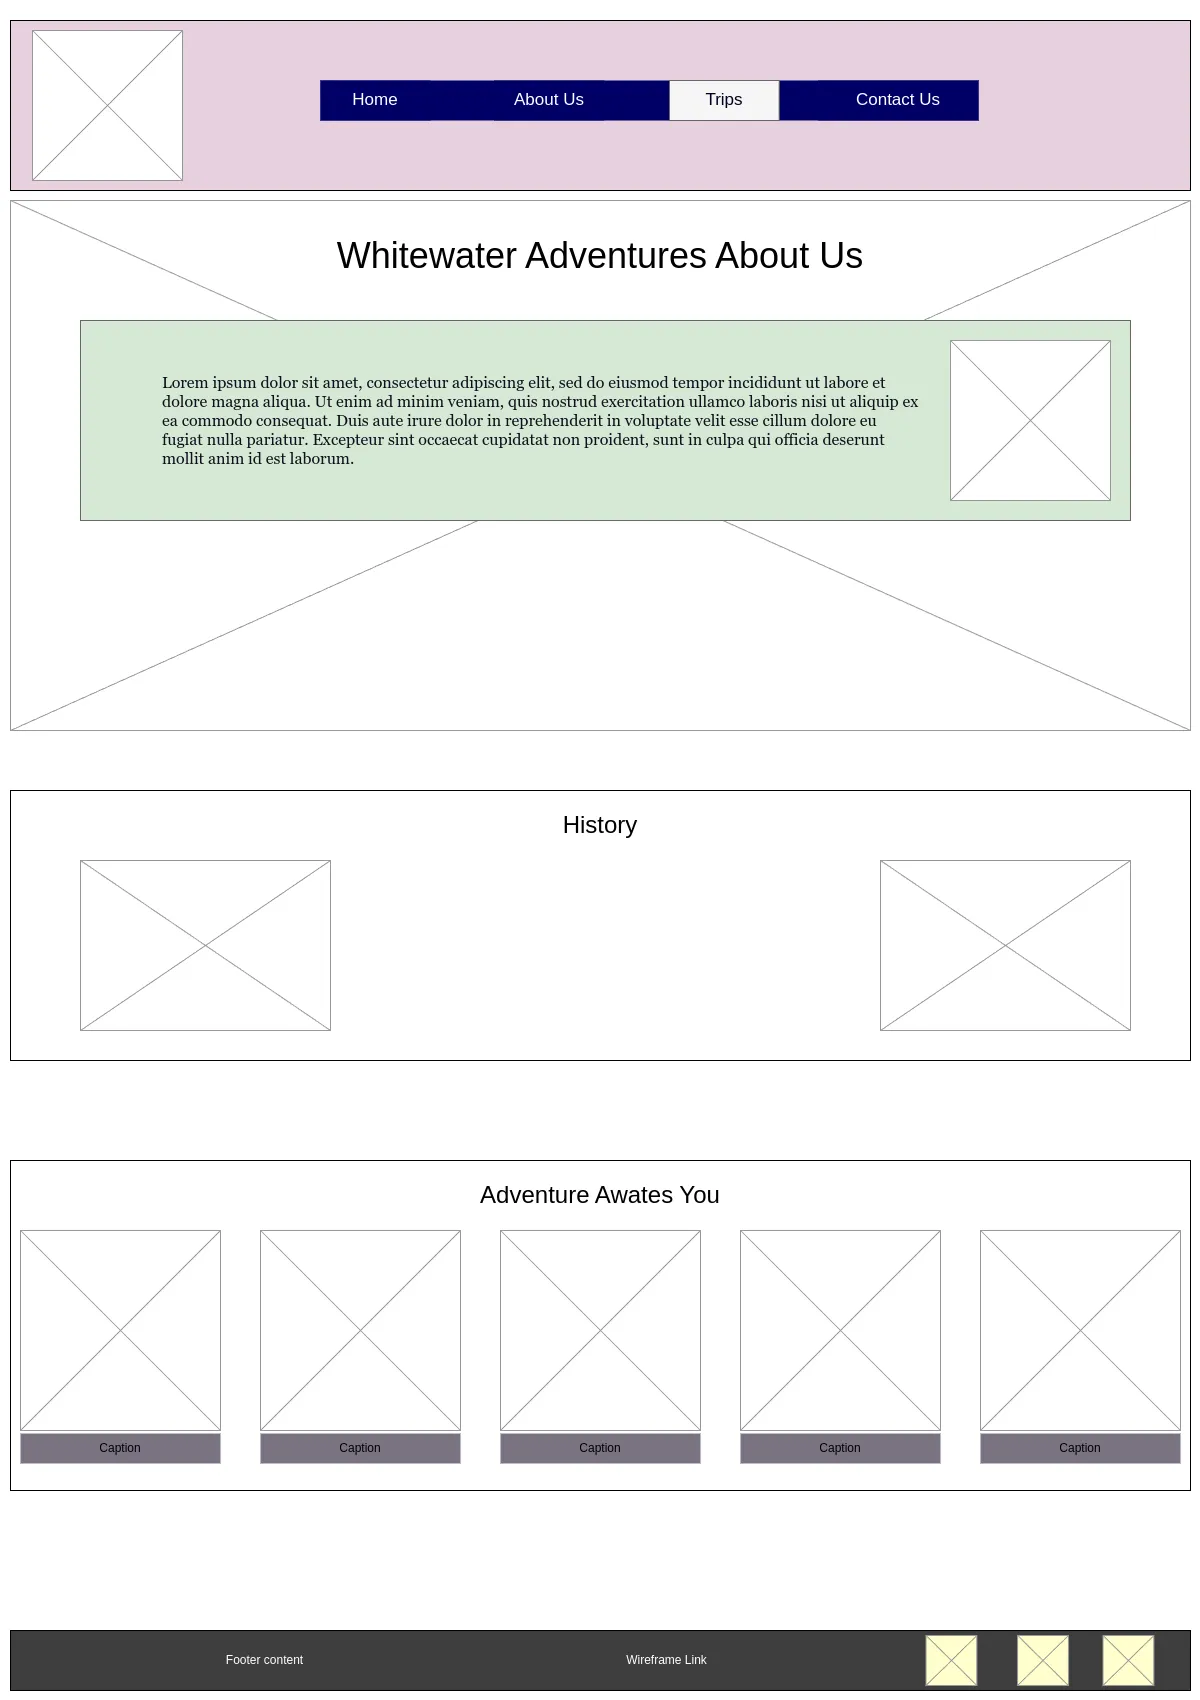 Home
About Us
Trips
Contact Us
Whitewater Adventures About Us
Lorem ipsum dolor sit amet, consectetur adipiscing elit, sed do eiusmod tempor incididunt ut labore et
dolore magna aliqua. Ut enim ad minim veniam, quis nostrud exercitation ullamco laboris nisi ut aliquip ex
ea commodo consequat. Duis aute irure dolor in reprehenderit in voluptate velit esse cillum dolore eu
fugiat nulla pariatur. Excepteur sint occaecat cupidatat non proident, sunt in culpa qui officia deserunt
mollit anim id est laborum.
History
Adventure Awates You
Caption
Caption
Caption
Caption
Caption
Footer content
Wireframe Link